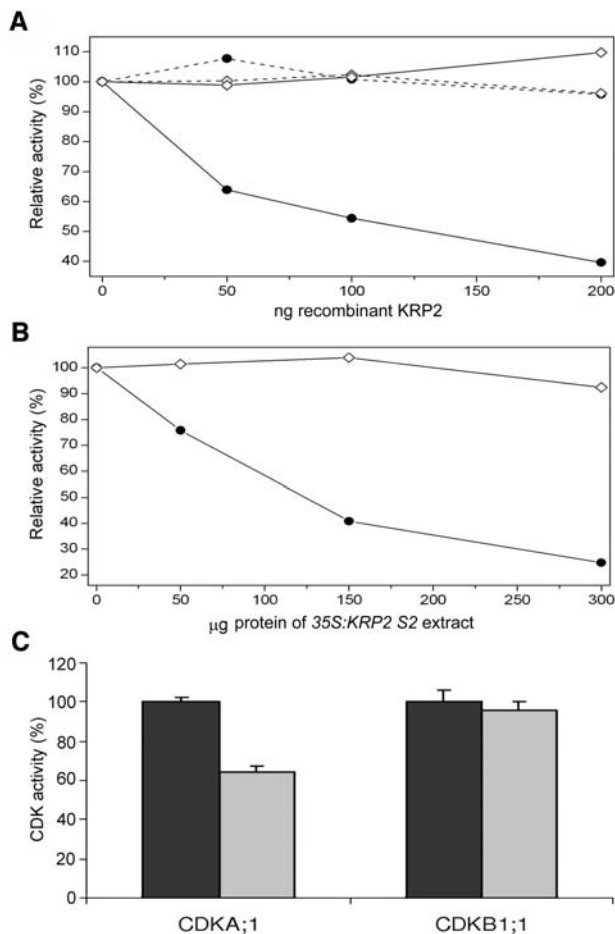 A
Relative activity (%)
110
100
90
80
70
60
50
40
0 50 100 150 200
ng recombinant KRP2
B
Relative activity (%)
100
90
80
70
60
50
40
30
20
0 50 100 150 200 250 300
µg protein of 35S:KRP2 S2 extract
C
CDK activity (%)
120
100
80
60
40
20
0
CDKA;1 CDKB1;1